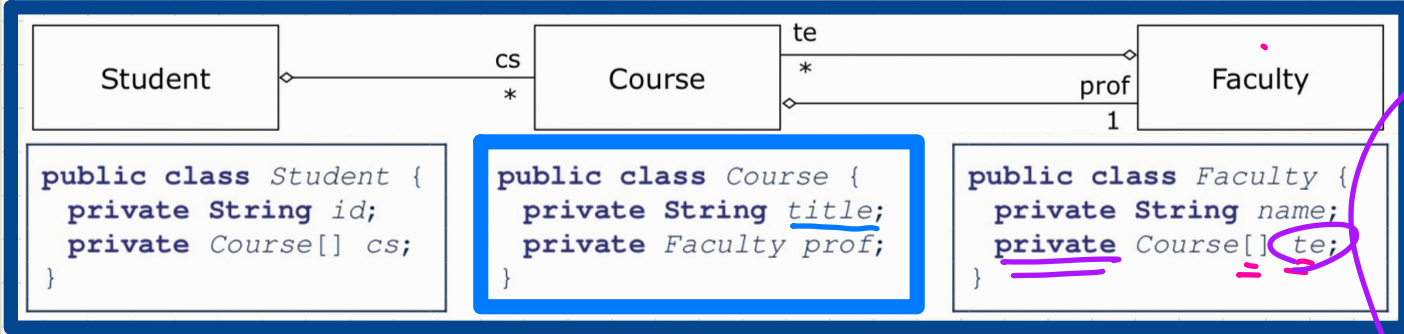 te
cs
Student
Course
Faculty
*
*
prof
1
public class Student {
private String id;
private Course[] cs;
}
public class Course {
private String title;
private Faculty prof;
}
public class Faculty {
private String name;
private Course[] te;
}